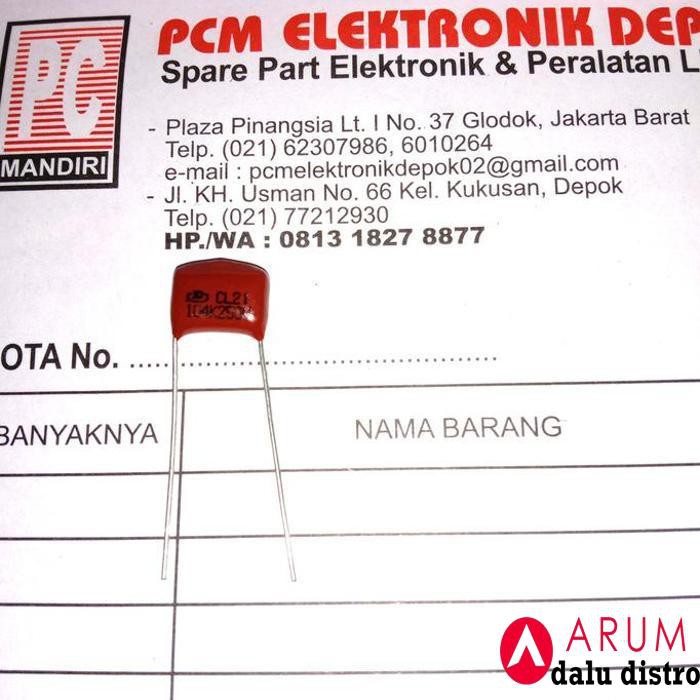 PC
MANDIRI
PCM ELEKTRONIK DEP
Spare Part Elektronik & Peralatan L
- Plaza Pinangsia Lt. I No. 37 Glodok, Jakarta Barat
Telp. (021) 62307986, 6010264
e-mail : pcmelektronikdepok02@gmail.com
- Jl. KH. Usman No. 66 Kel. Kukusan, Depok
Telp. (021) 77212930
HP./WA : 0813 1827 8877
CL21
104K250V
OTA No. ........................................................
BANYAKNYA
NAMA BARANG
ARUM
dalu distro